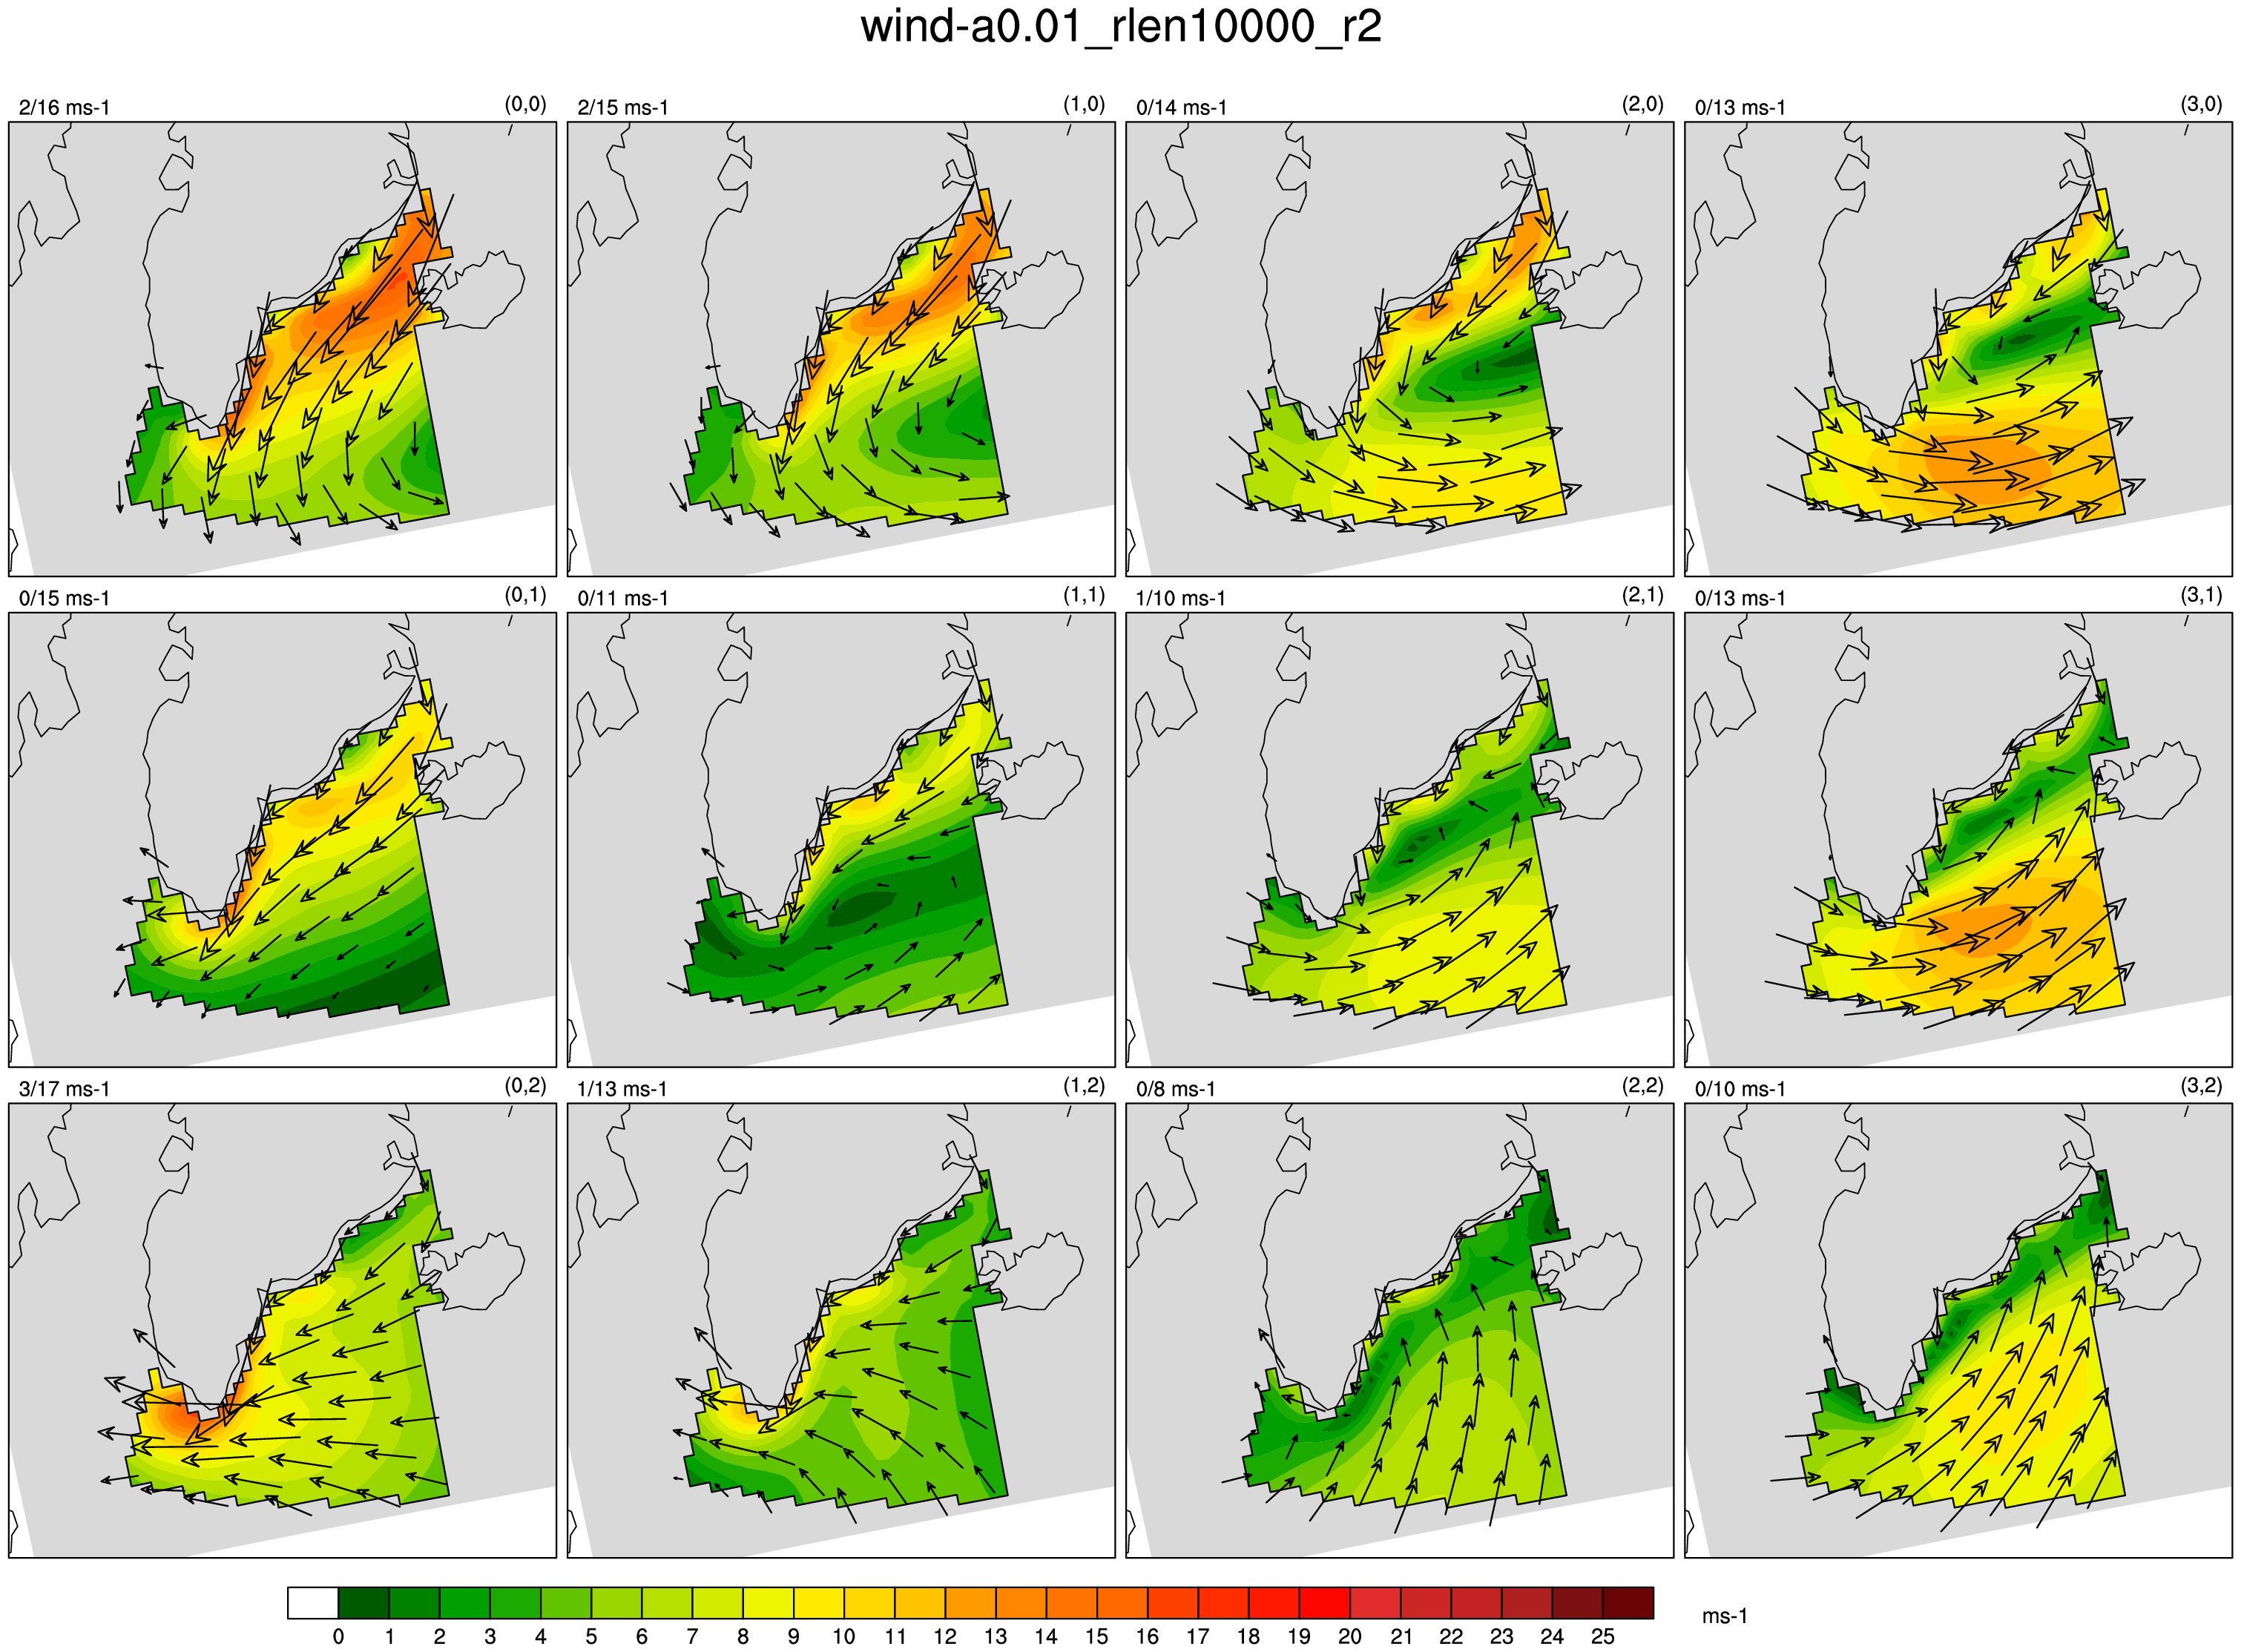 wind-a0.01_rlen10000_r2
2/16 ms-1 (0,0) 2/15 ms-1 (1,0) 0/14 ms-1 (2,0) 0/13 ms-1 (3,0)
0/15 ms-1 (0,1) 0/11 ms-1 (1,1) 1/10 ms-1 (2,1) 0/13 ms-1 (3,1)
3/17 ms-1 (0,2) 1/13 ms-1 (1,2) 0/8 ms-1 (2,2) 0/10 ms-1 (3,2)
ms-1
0 1 2 3 4 5 6 7 8 9 10 11 12 13 14 15 16 17 18 19 20 21 22 23 24 25